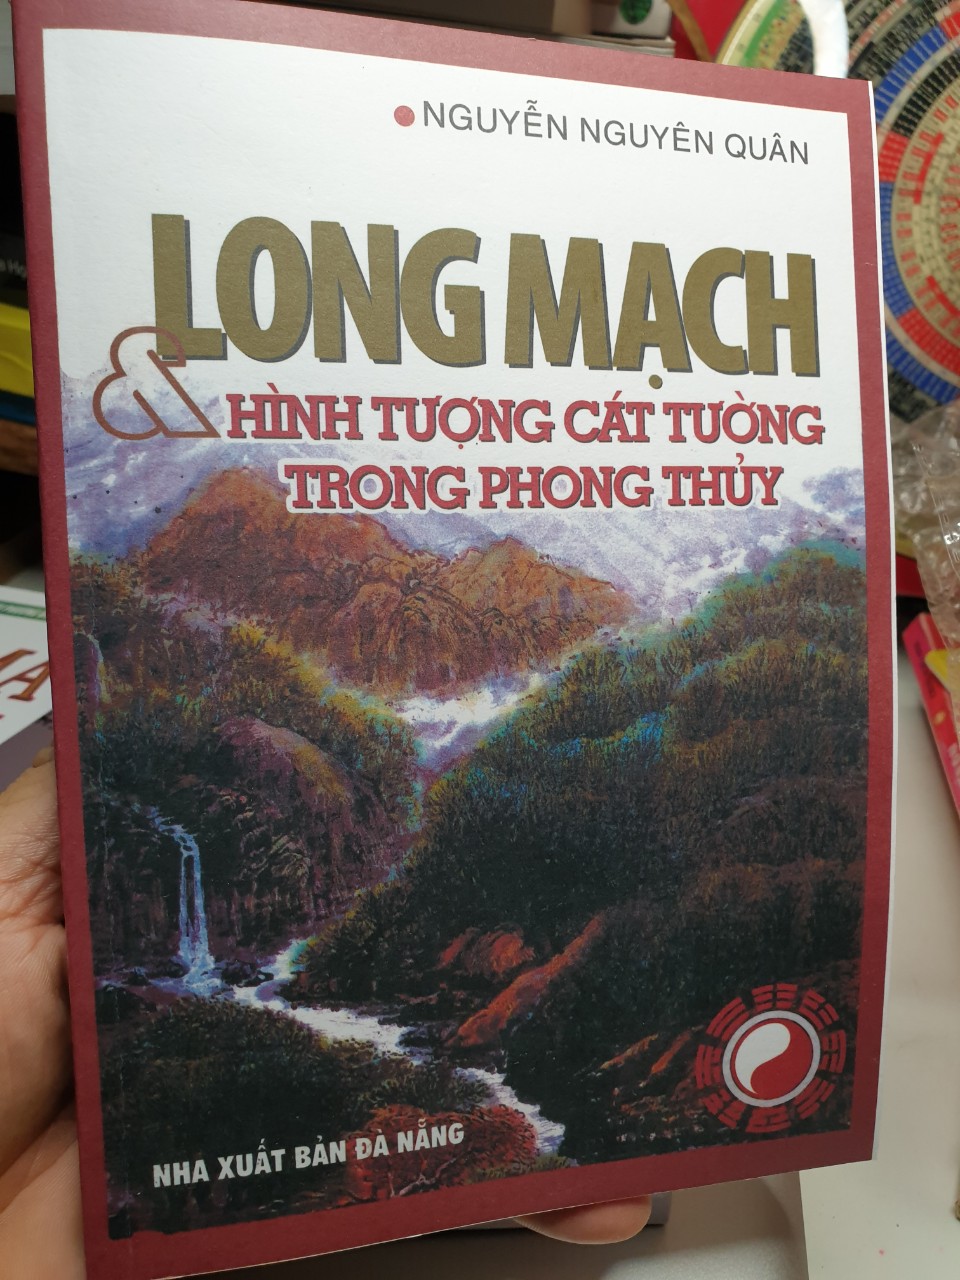 NGUYỄN NGUYÊN QUÂN
LONG MẠCH
& HÌNH TƯỢNG CÁT TƯỜNG
TRONG PHONG THỦY
NHA XUẤT BẢN ĐÀ NẴNG